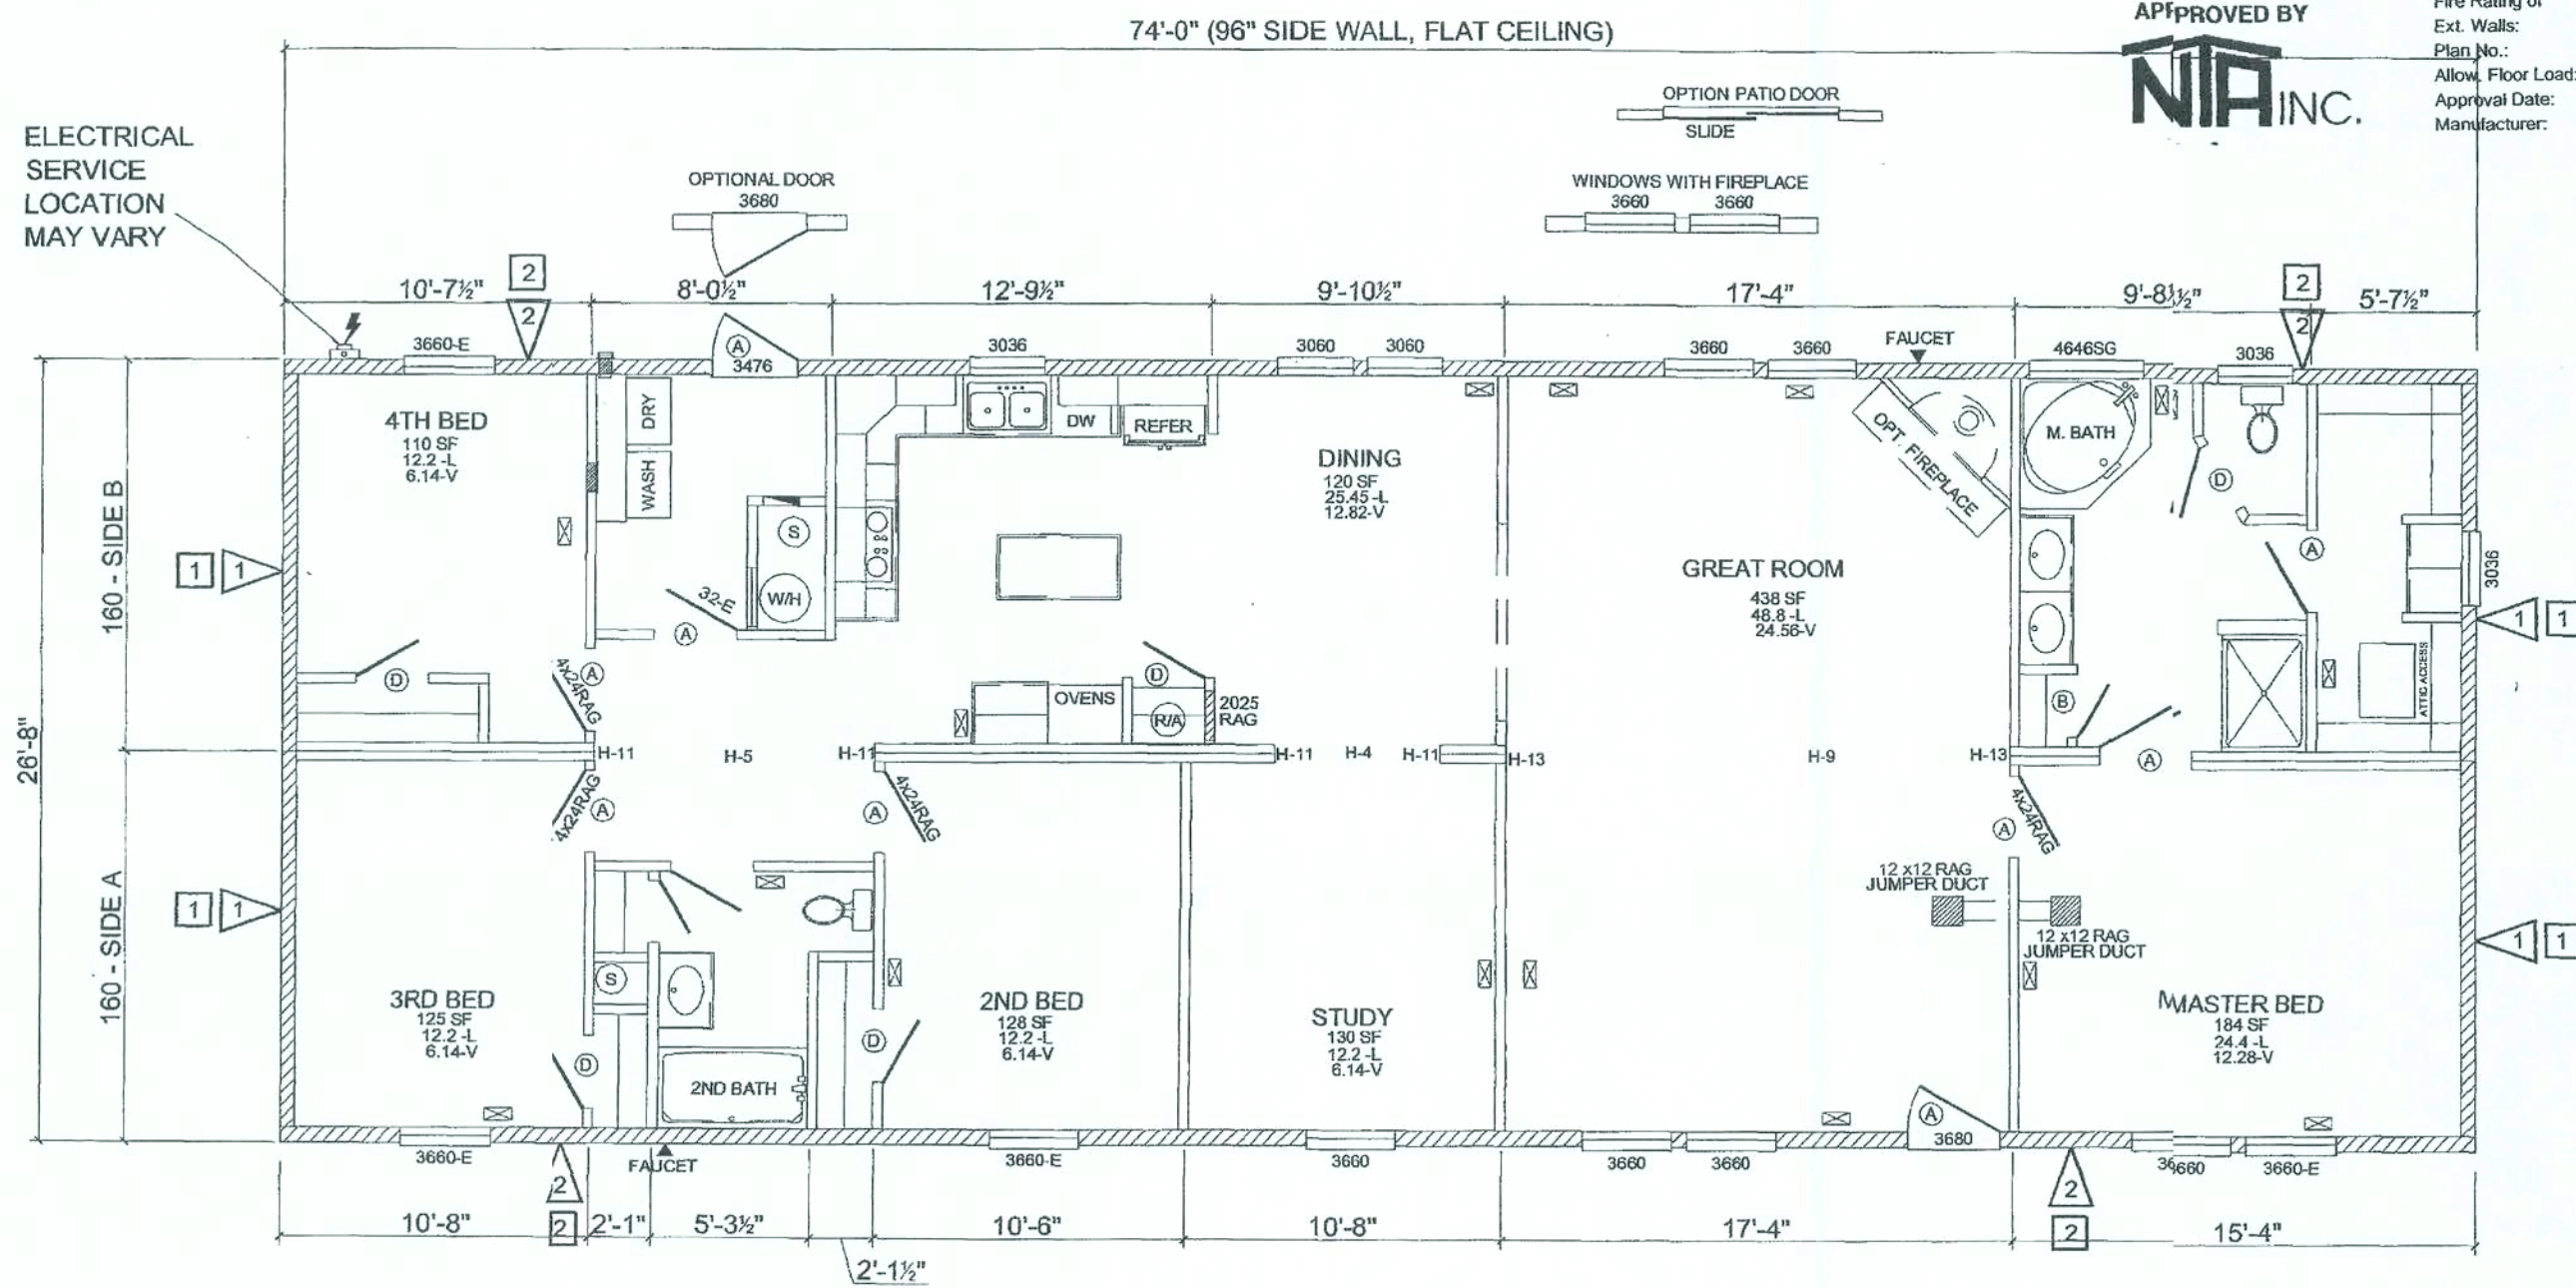 74'-0" (96" SIDE WALL, FLAT CEILING)
APPROVED BY
NTA INC.
Fire Rating of
Ext. Walls:
Plan No.:
Allow. Floor Load:
Approval Date:
Manufacturer:
ELECTRICAL
SERVICE
LOCATION
MAY VARY
OPTION PATIO DOOR
SLIDE
OPTIONAL DOOR
3680
WINDOWS WITH FIREPLACE
3660 3660
2
2
10'-7½" 8'-0½" 12'-9½" 9'-10½" 17'-4" 9'-8½" 5'-7½"
2
2
3660-E
A
3476
3036
3060 3060
3660 3660
FAUCET
4646SG
3036
4TH BED
110 SF
12.2 -L
6.14-V
DRY
WASH
S
W/H
32-E
A
DW
REFER
DINING
120 SF
25.45 -L
12.82-V
OPT. FIREPLACE
M. BATH
D
A
3036
GREAT ROOM
438 SF
48.8 -L
24.56-V
160 - SIDE B
1 1
1 1
26'-8"
D
4x24RAG
A
OVENS
D
R/A
2025
RAG
B
ATTIC ACCESS
H-11 H-5 H-11 H-11 H-4 H-11 H-13 H-9 H-13
A
4x24RAG
A
A
4x24RAG
A
4x24RAG
160 - SIDE A
1 1
1 1
12 x12 RAG
JUMPER DUCT
12 x12 RAG
JUMPER DUCT
3RD BED
125 SF
12.2 -L
6.14-V
S
D
2ND BATH
D
2ND BED
128 SF
12.2 -L
6.14-V
STUDY
130 SF
12.2 -L
6.14-V
MASTER BED
184 SF
24.4 -L
12.28-V
A
3680
3660-E
FAUCET
3660-E
3660
3660 3660
3660 3660-E
2
2
2
2
10'-8" 2'-1" 5'-3½" 10'-6" 10'-8" 17'-4" 15'-4"
2'-1½"